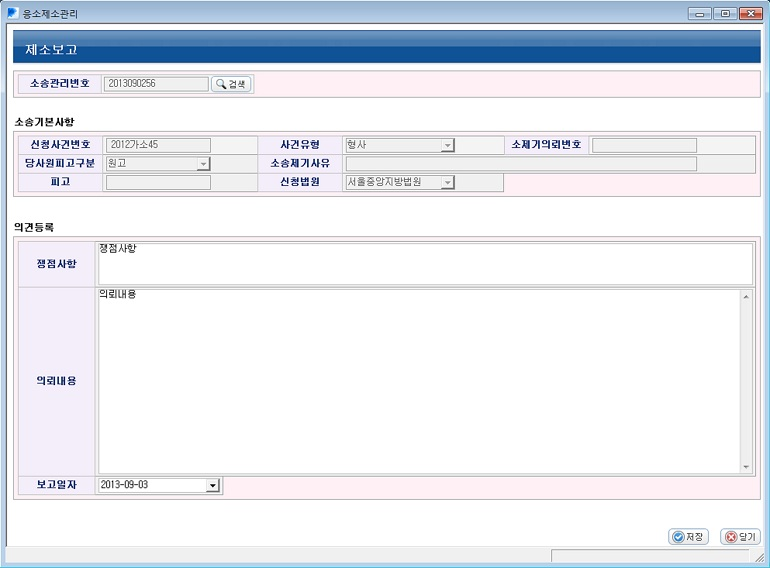 응소제소관리
제소보고
소송관리번호 2013090256 검색
소송기본사항
신청사건번호 2012가소45 사건유형 형사 소제기의뢰번호
당사원피고구분 원고 소송제기사유
피고 신청법원 서울중앙지방법원
의견등록
쟁점사항 쟁점사항
의뢰내용 의뢰내용
보고일자 2013-09-03
저장 닫기